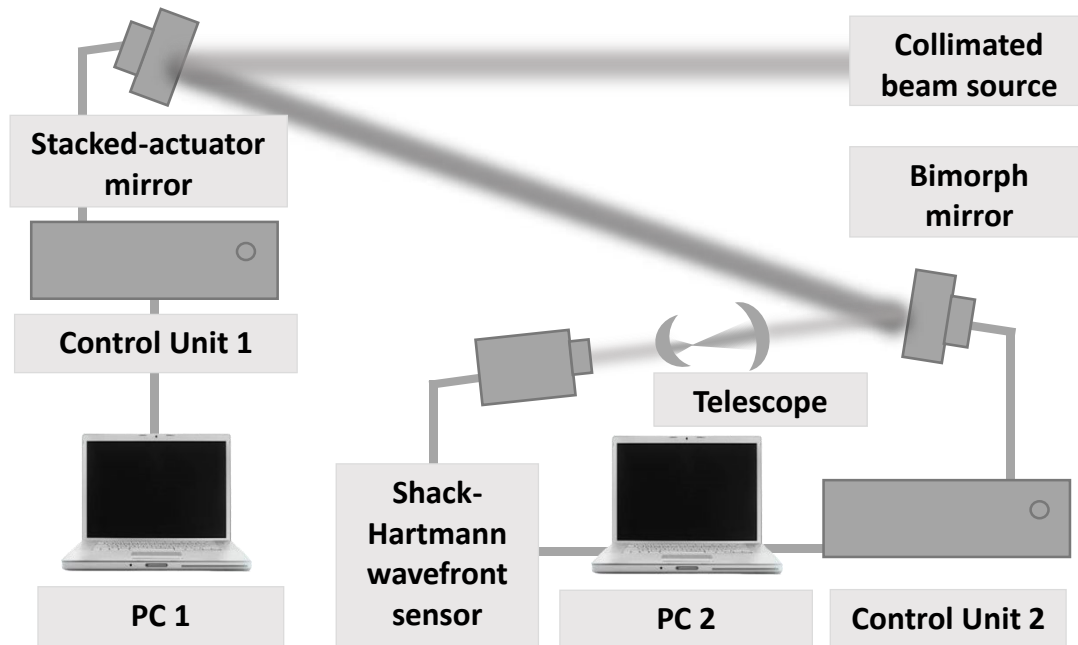 Collimated
beam source
Stacked-actuator
mirror
Bimorph
mirror
Control Unit 1
Telescope
Shack-
Hartmann
wavefront
sensor
PC 1
PC 2
Control Unit 2